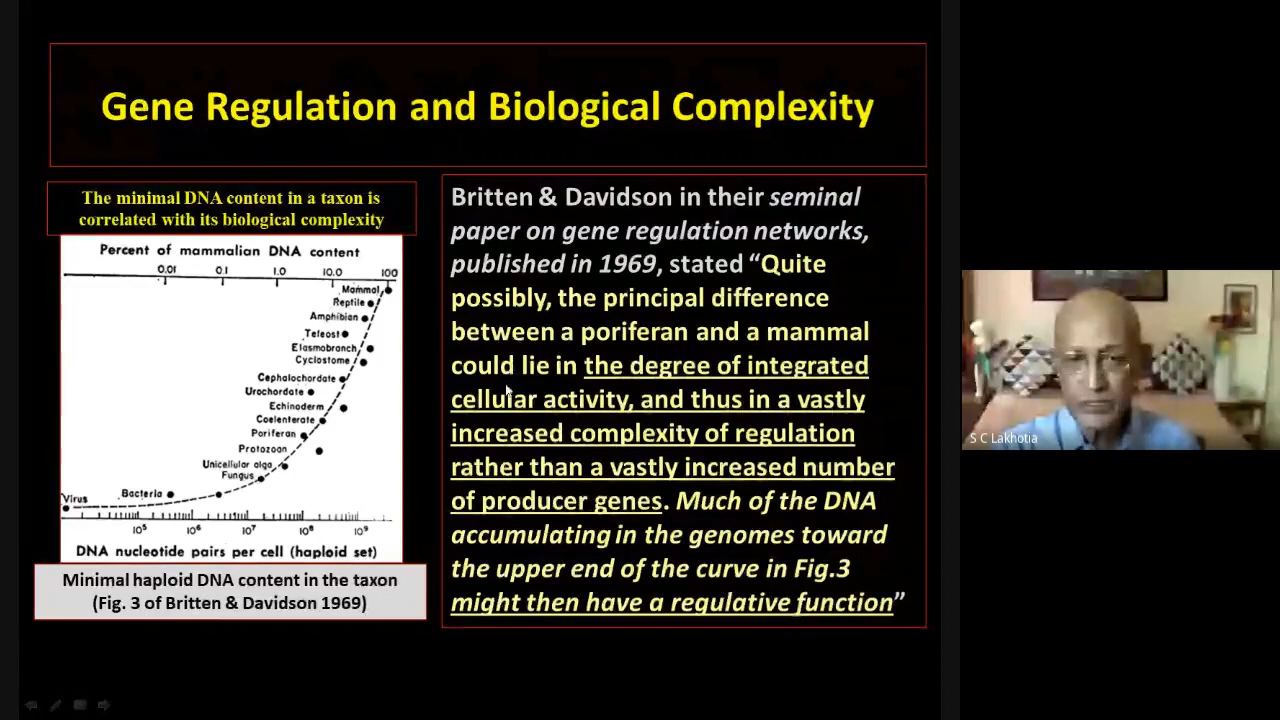 Gene Regulation and Biological Complexity
The minimal DNA content in a taxon is
correlated with its biological complexity
Percent of mammalian DNA content
0.01 0.1 1.0 10.0 100
Mammal
Reptile
Amphibian
Teleost
Elasmobranch
Cyclostome
Cephalochordate
Urochordate
Echinoderm
Coelenterate
Poriferan
Protozoan
Unicellular alga
Fungus
Bacteria
Virus
10⁵ 10⁶ 10⁷ 10⁸ 10⁹
DNA nucleotide pairs per cell (haploid set)
Minimal haploid DNA content in the taxon
(Fig. 3 of Britten & Davidson 1969)
Britten & Davidson in their seminal
paper on gene regulation networks,
published in 1969, stated “Quite
possibly, the principal difference
between a poriferan and a mammal
could lie in the degree of integrated
cellular activity, and thus in a vastly
increased complexity of regulation
rather than a vastly increased number
of producer genes. Much of the DNA
accumulating in the genomes toward
the upper end of the curve in Fig.3
might then have a regulative function”
S C Lakhotia